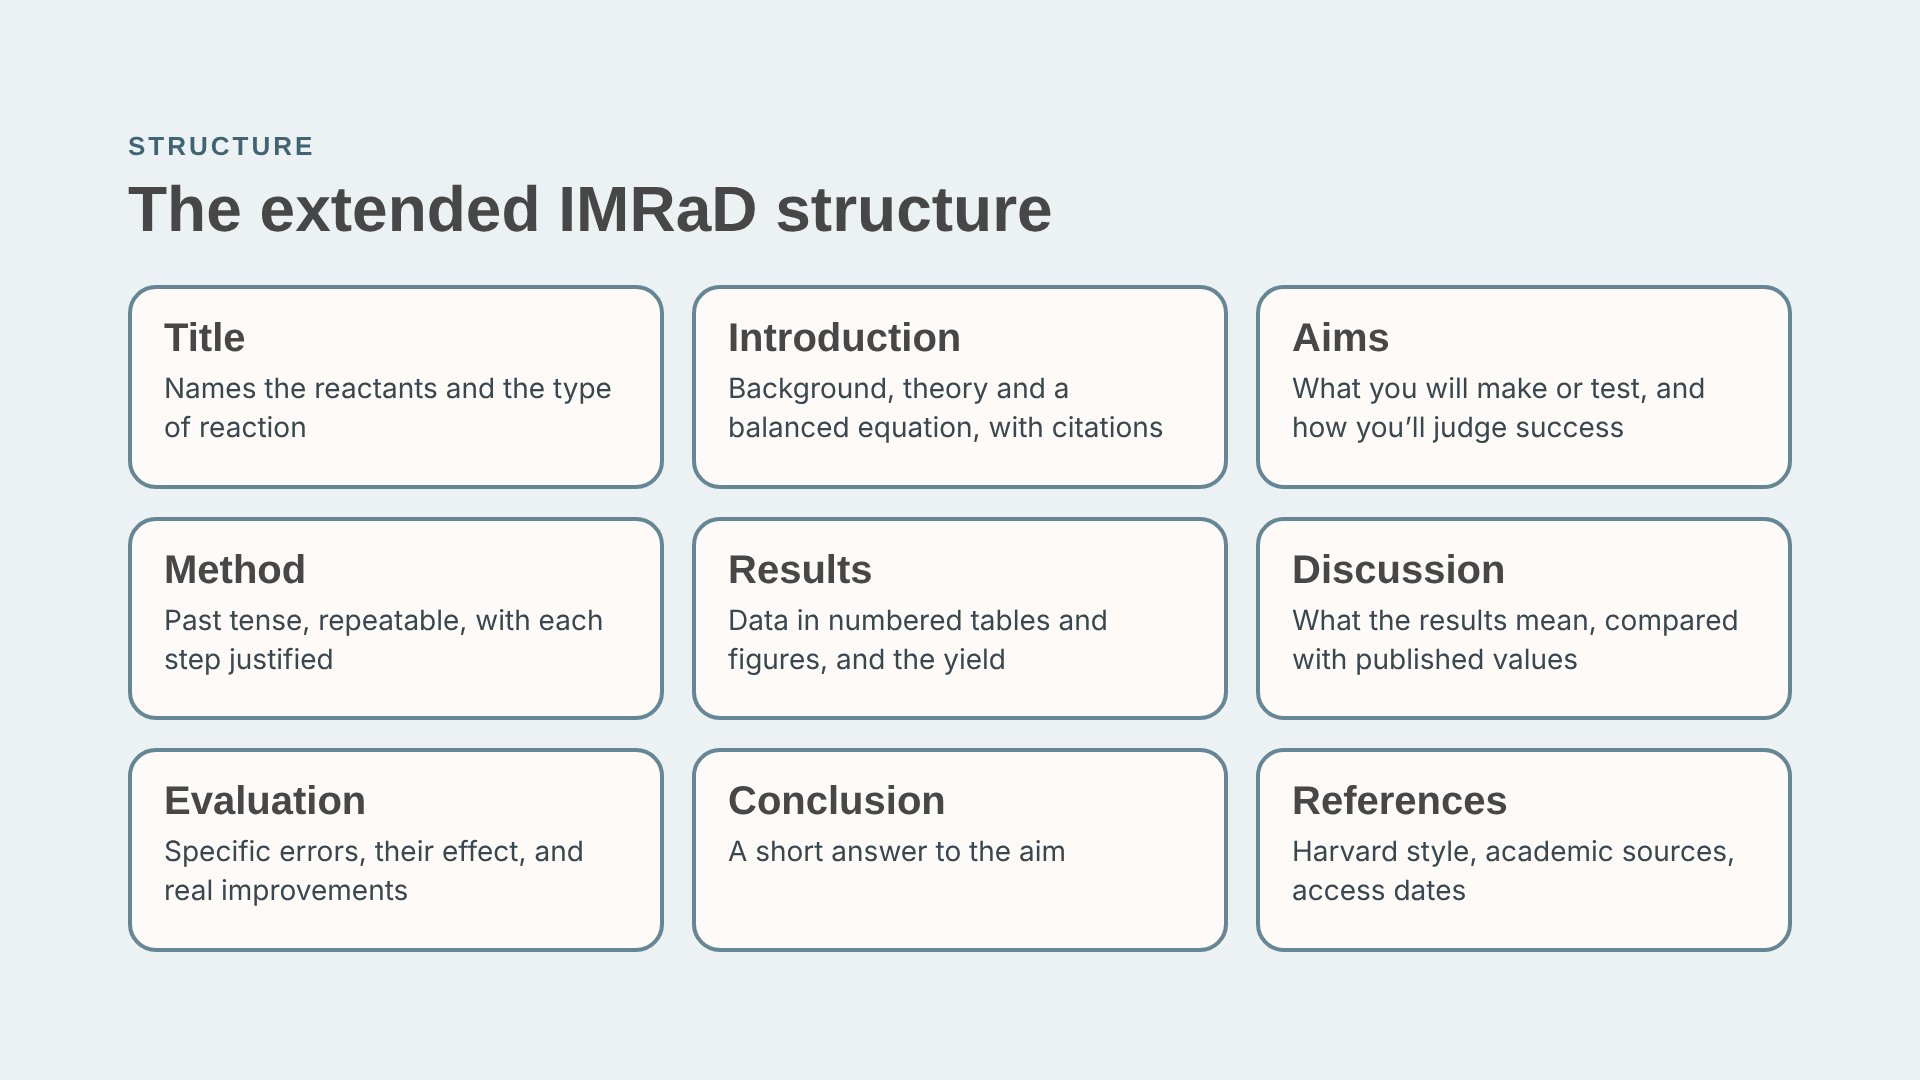 STRUCTURE
The extended IMRaD structure
Title
Names the reactants and the type
of reaction
Introduction
Background, theory and a
balanced equation, with citations
Aims
What you will make or test, and
how you’ll judge success
Method
Past tense, repeatable, with each
step justified
Results
Data in numbered tables and
figures, and the yield
Discussion
What the results mean, compared
with published values
Evaluation
Specific errors, their effect, and
real improvements
Conclusion
A short answer to the aim
References
Harvard style, academic sources,
access dates